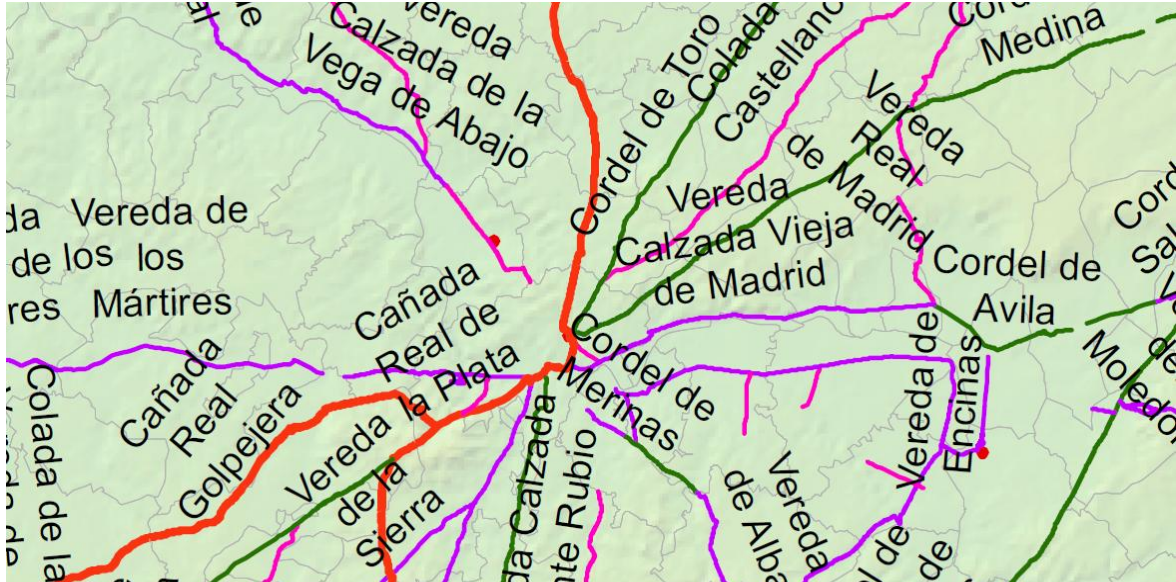 Vereda
Calzada de la
Vega de Abajo
Cordel de Toro
Colada
Castellano
Medina
Vereda
Real
de Madrid
Vereda
Calzada Vieja
de Madrid
Vereda de
de los los
Mártires
Cordel de
Avila
Cañada
Real de
la Plata
Cañada
Real
Golpejera
Vereda
de la
Sierra
Cordel de
Merinas
Vereda de
Encinas
Vereda
de Alba
Calzada
Rubio
Colada de la
de